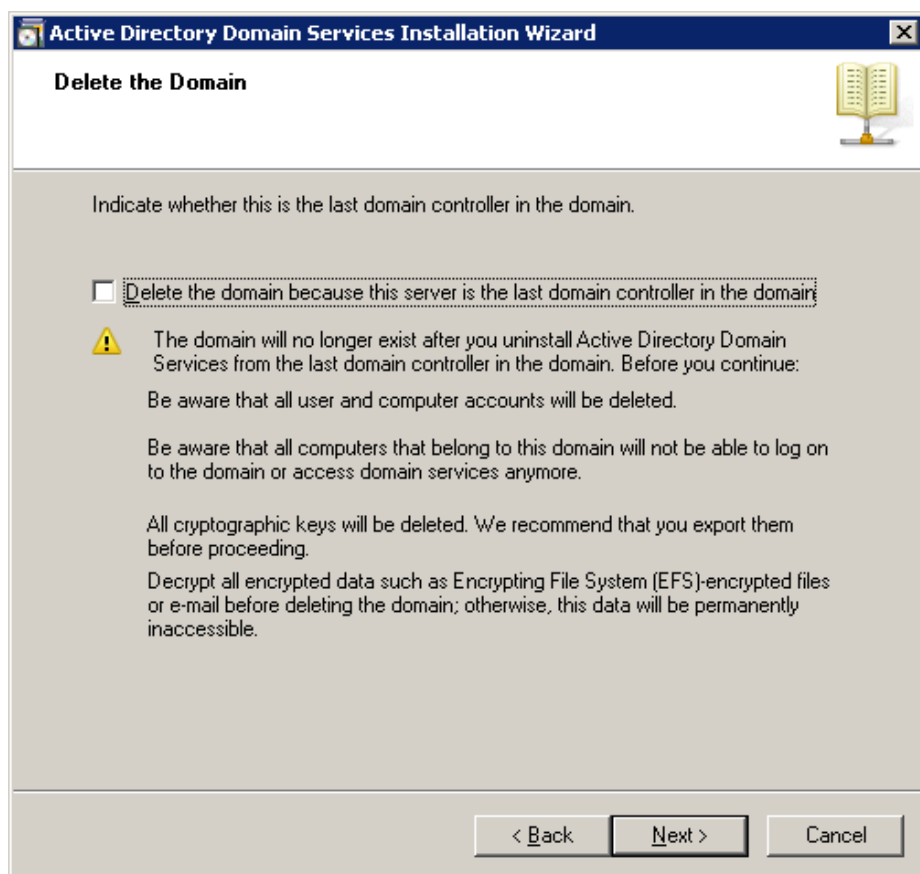 Active Directory Domain Services Installation Wizard
Delete the Domain
Indicate whether this is the last domain controller in the domain.
Delete the domain because this server is the last domain controller in the domain
The domain will no longer exist after you uninstall Active Directory Domain
Services from the last domain controller in the domain. Before you continue:
Be aware that all user and computer accounts will be deleted.
Be aware that all computers that belong to this domain will not be able to log on
to the domain or access domain services anymore.
All cryptographic keys will be deleted. We recommend that you export them
before proceeding.
Decrypt all encrypted data such as Encrypting File System (EFS)-encrypted files
or e-mail before deleting the domain; otherwise, this data will be permanently
inaccessible.
< Back Next > Cancel